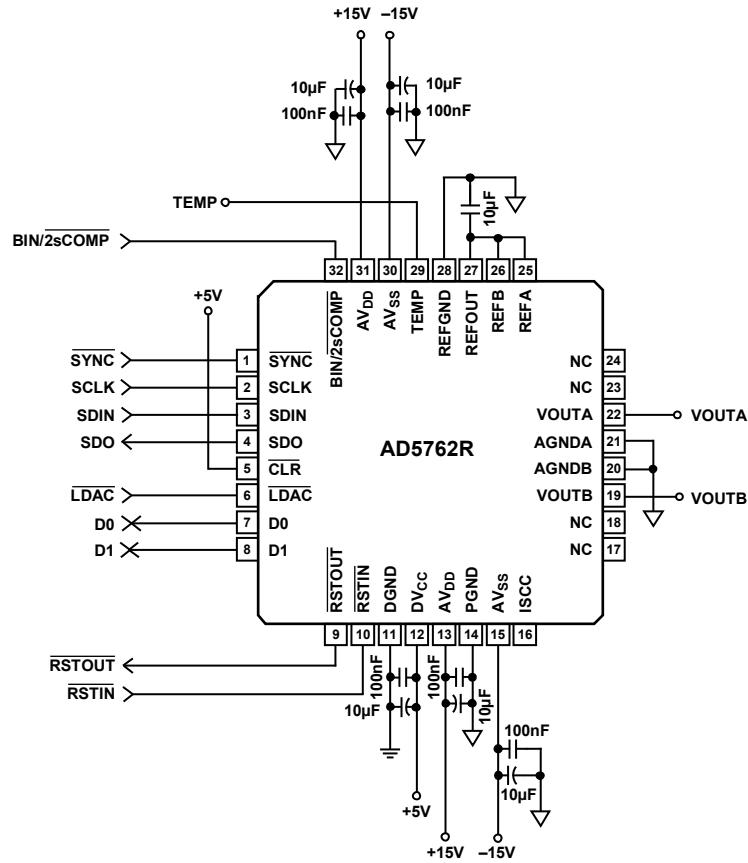 +15V –15V
10µF 10µF
100nF 100nF
TEMP
10µF
BIN/2sCOMP
32 31 30 29 28 27 26 25
+5V
BIN/2sCOMP AVDD AVSS TEMP REFGND REFOUT REFB REFA
SYNC 1 SYNC NC 24
SCLK 2 SCLK NC 23
SDIN 3 SDIN VOUTA 22 VOUTA
SDO 4 SDO AD5762R AGNDA 21
5 CLR AGNDB 20
LDAC 6 LDAC VOUTB 19 VOUTB
D0 7 D0 NC 18
D1 8 D1 NC 17
RSTOUT RSTIN DGND DVCC AVDD PGND AVSS ISCC
9 10 11 12 13 14 15 16
RSTOUT
RSTIN
100nF 100nF
10µF 10µF
100nF
10µF
+5V
+15V –15V